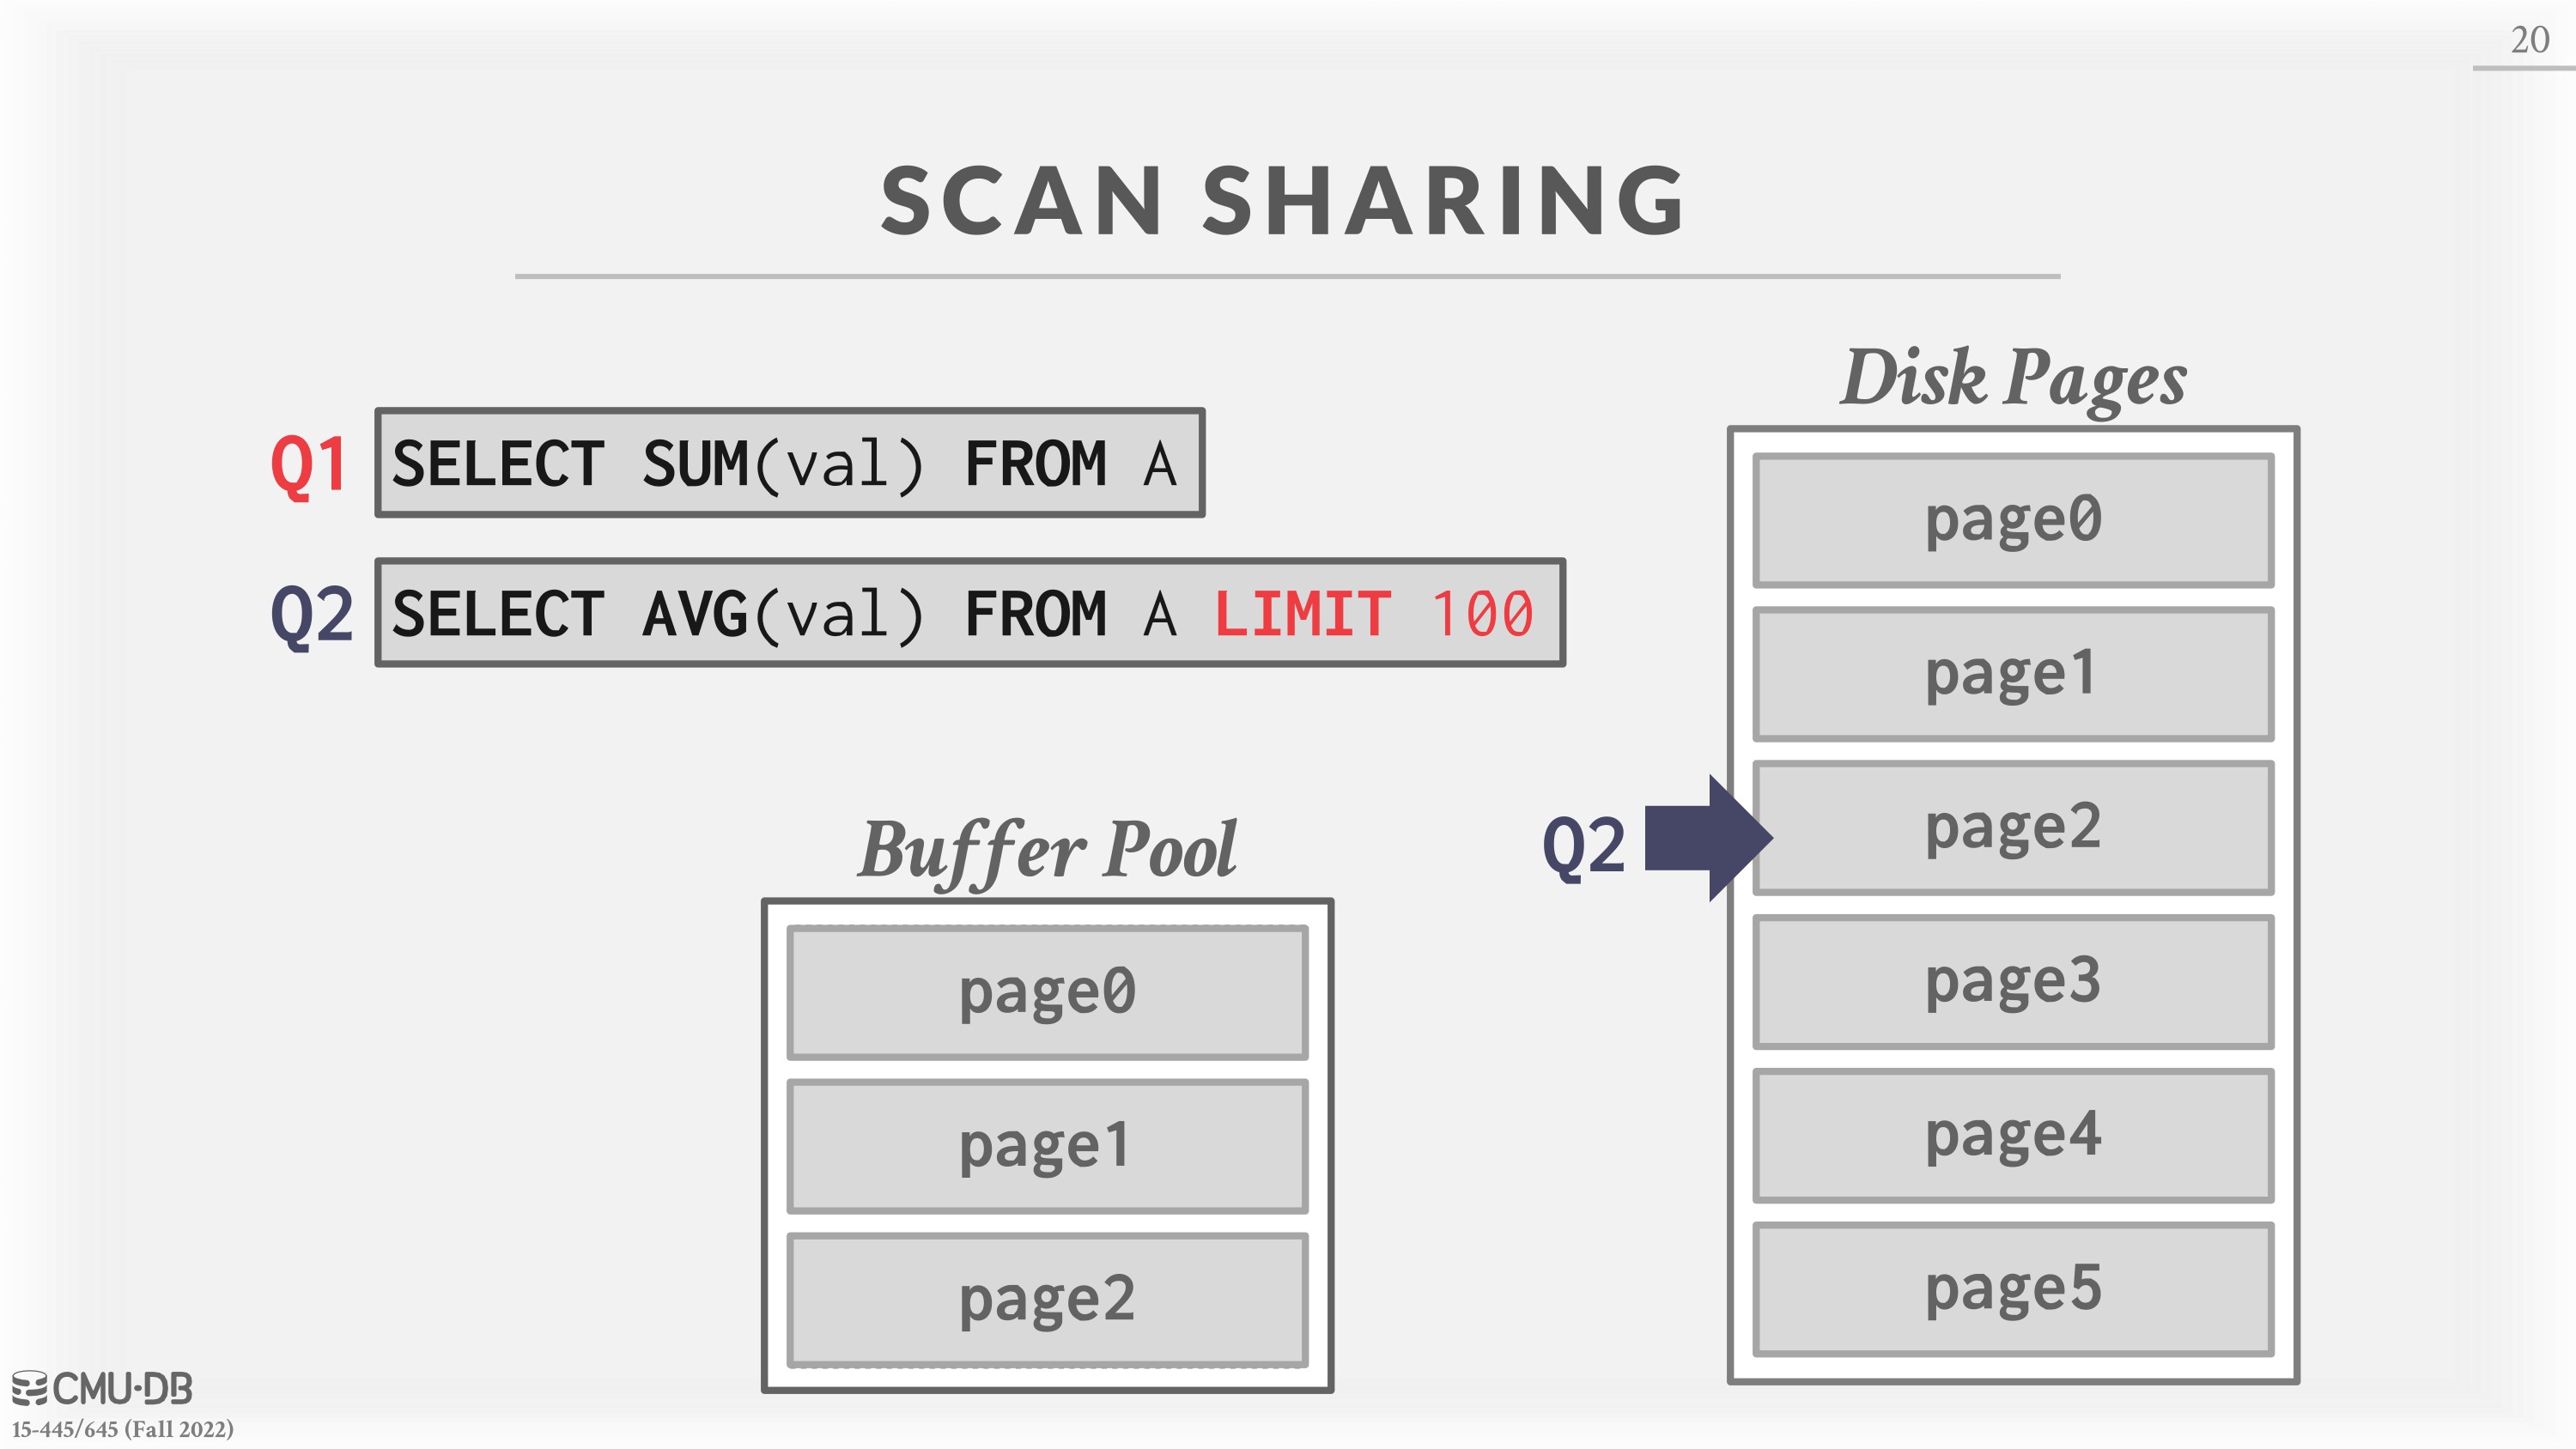 20
SCAN SHARING
Q1 SELECT SUM(val) FROM A
Q2 SELECT AVG(val) FROM A LIMIT 100
Buffer Pool
page0
page1
page2
Disk Pages
page0
page1
Q2 page2
page3
page4
page5
CMU·DB
15-445/645 (Fall 2022)